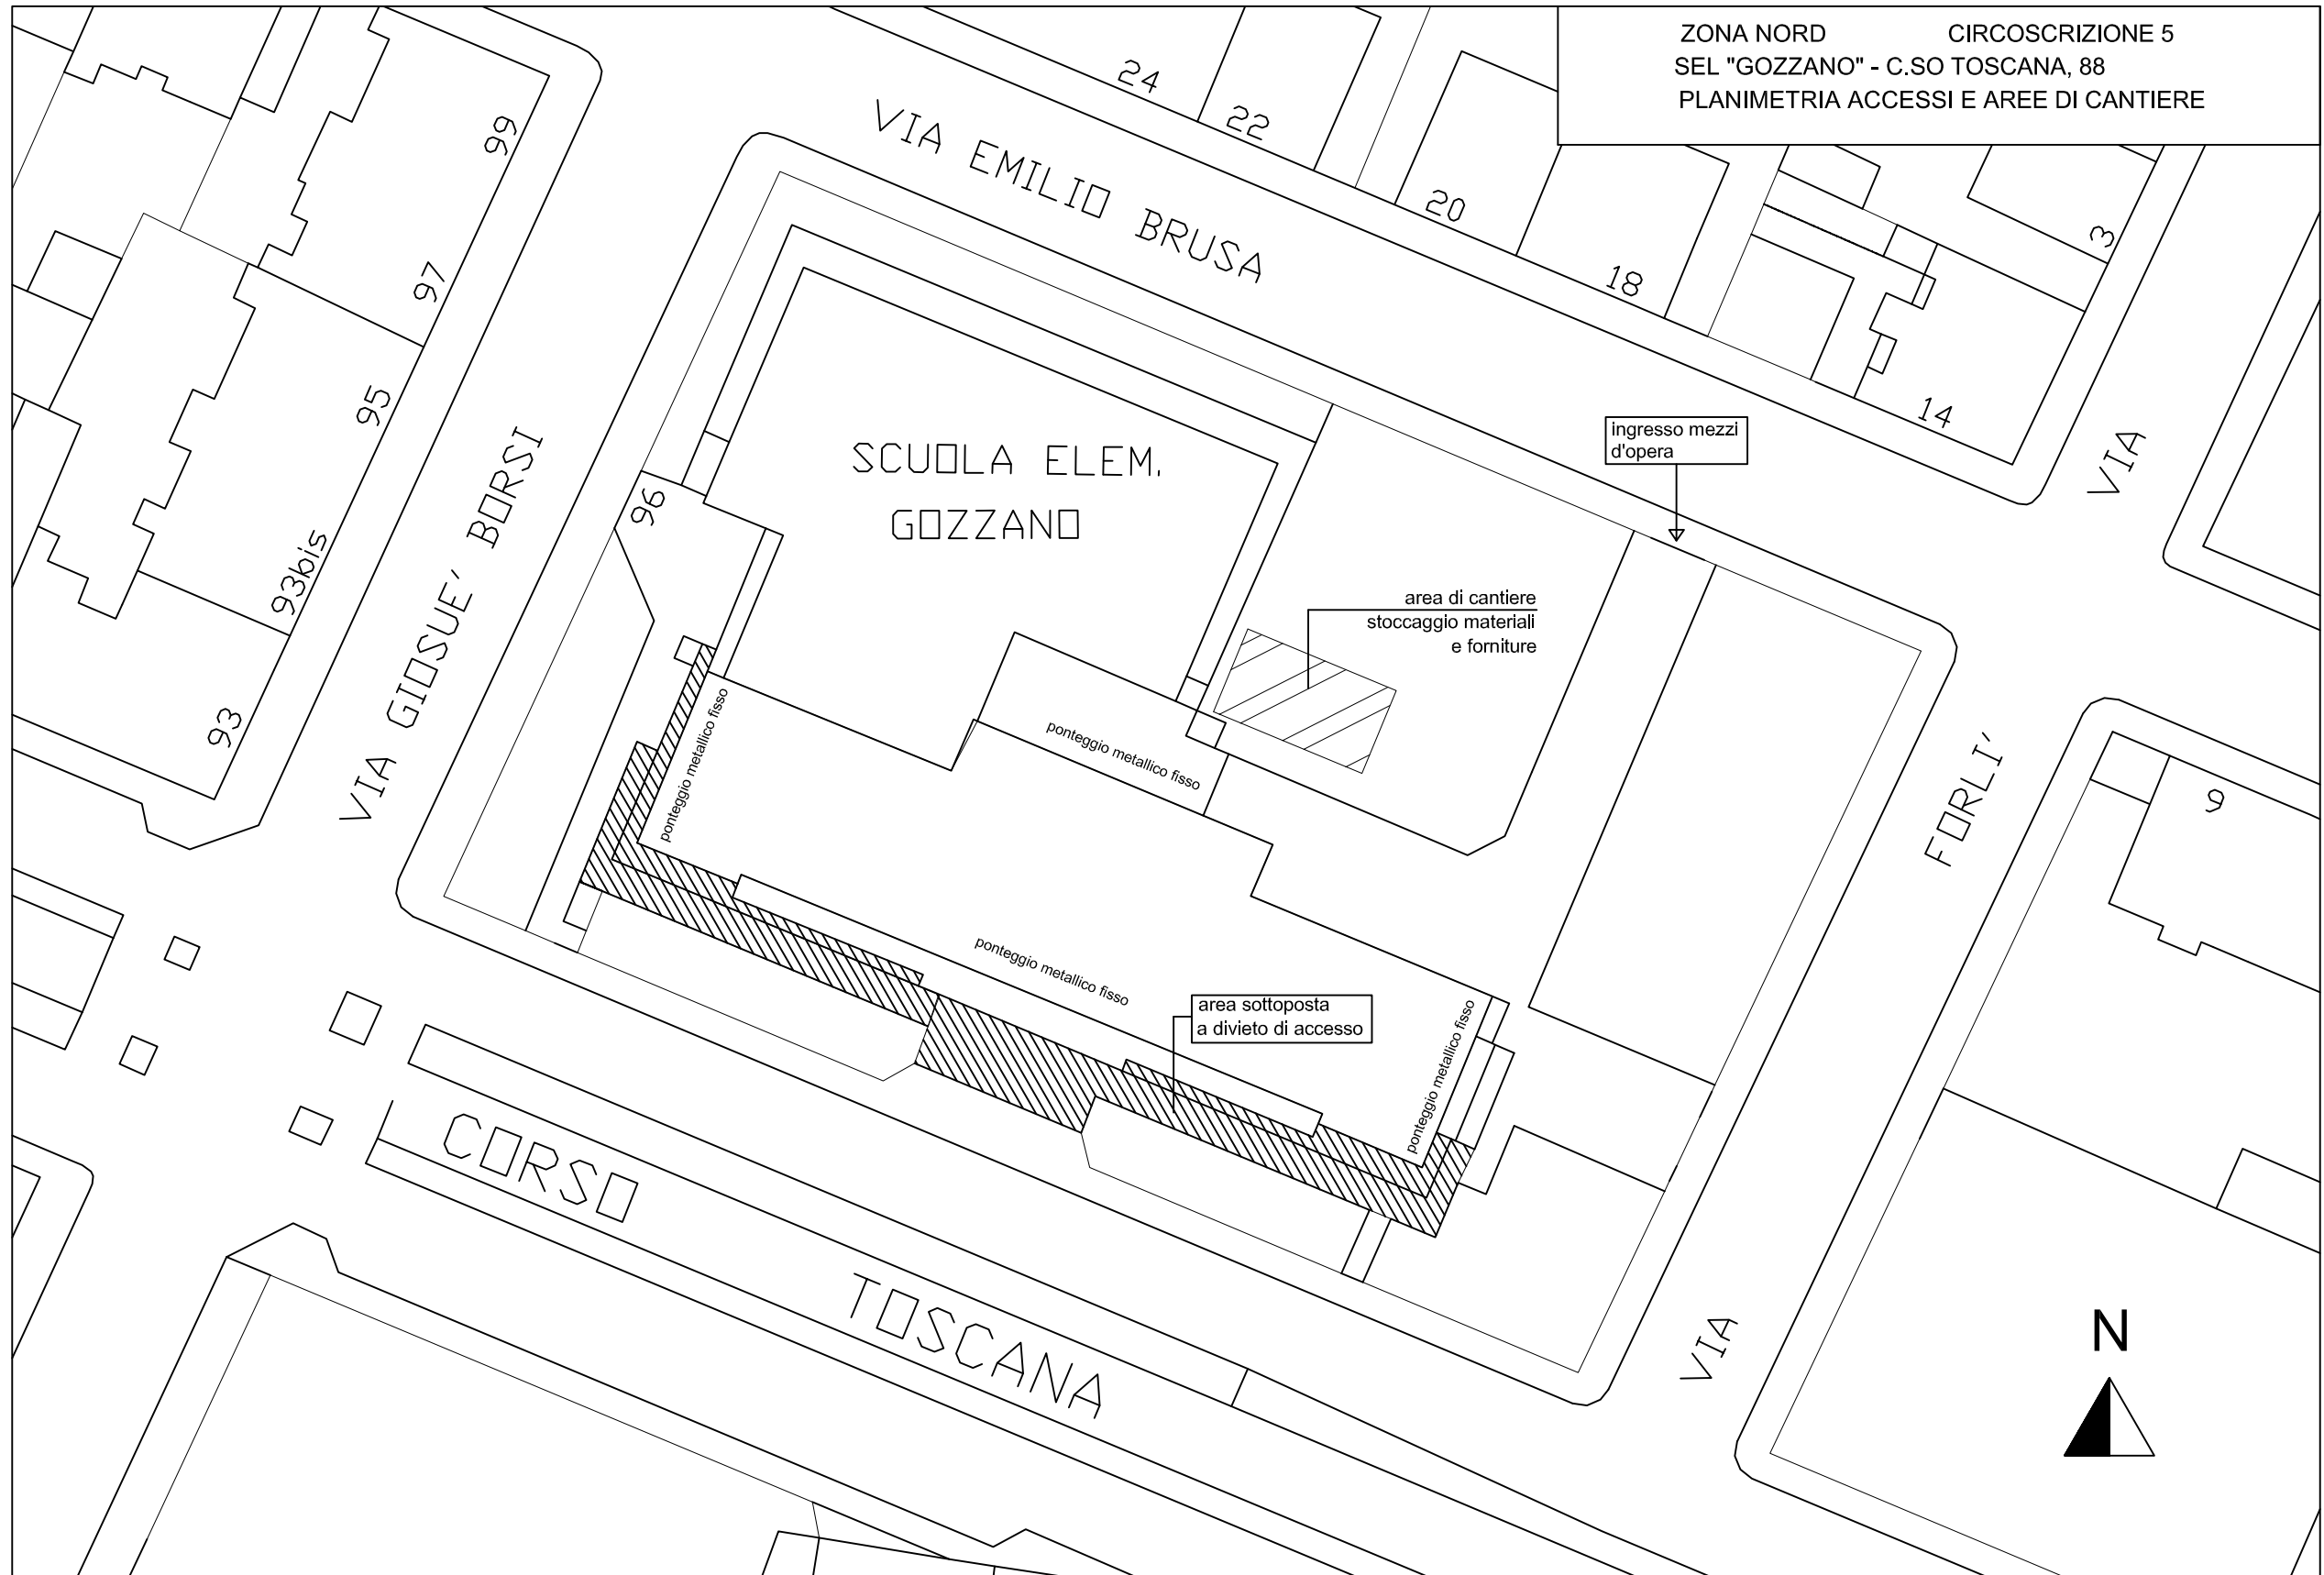 ZONA NORD CIRCOSCRIZIONE 5
SEL "GOZZANO" - C.SO TOSCANA, 88
PLANIMETRIA ACCESSI E AREE DI CANTIERE
24
22
20
18
14
3
VIA EMILIO BRUSA
99
97
95
93bis
93
VIA GIOSUE' BORSI
96
SCUOLA ELEM.
GOZZANO
ingresso mezzi
d'opera
area di cantiere
stoccaggio materiali
e forniture
ponteggio metallico fisso
ponteggio metallico fisso
ponteggio metallico fisso
ponteggio metallico fisso
area sottoposta
a divieto di accesso
VIA
FORLI'
VIA
9
CORSO
TOSCANA
N